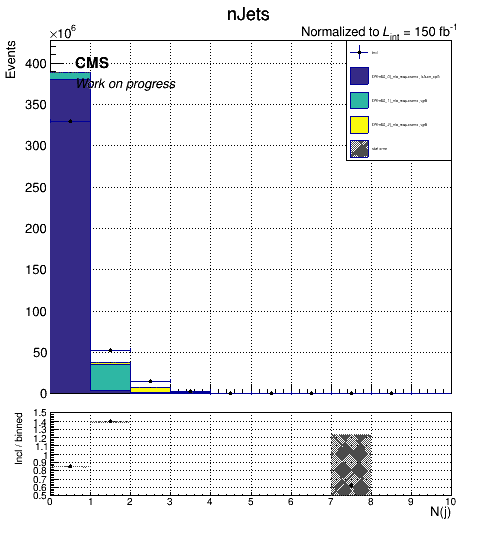 nJets
Normalized to L_int = 150 fb^-1
×10^6
Events
CMS
Work on progress
400
350
300
250
200
150
100
50
0
Incl / binned
1.5
1.4
1.3
1.2
1.1
1
0.9
0.8
0.7
0.6
0.5
0 1 2 3 4 5 6 7 8 9 10
N(j)